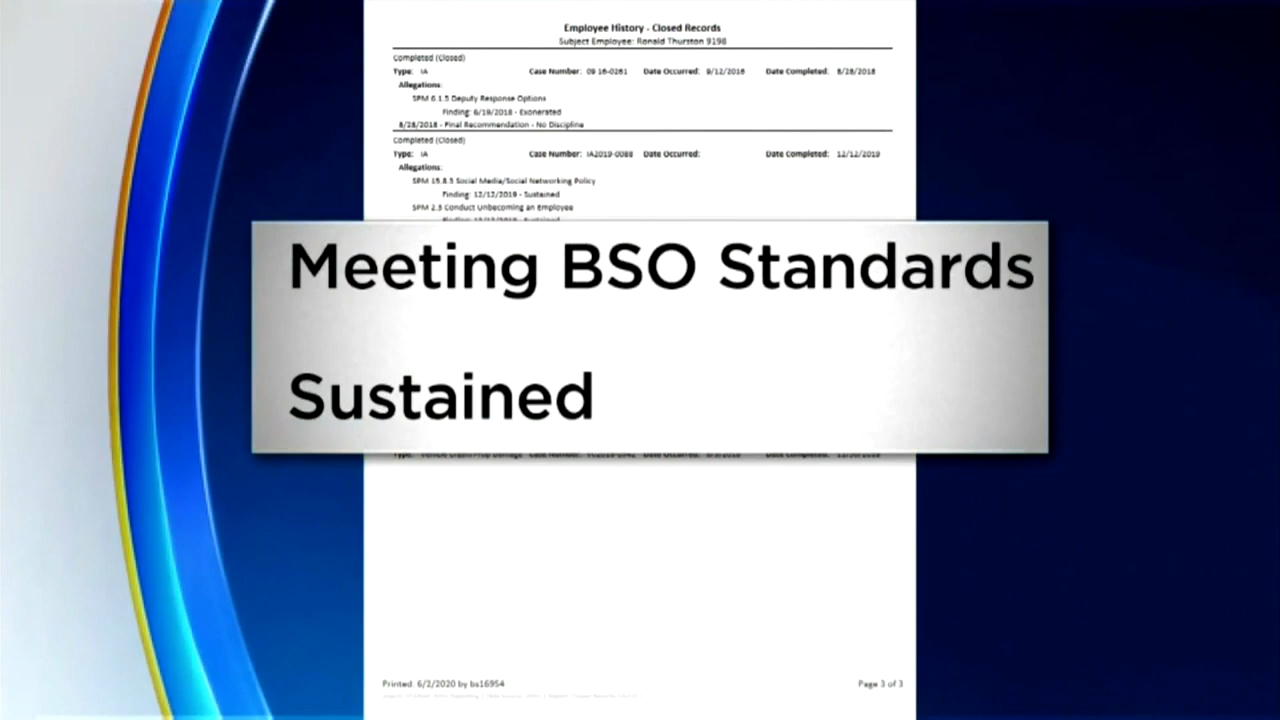 Employee History - Closed Records
Subject Employee: Ronald Thurston 9198
Completed (Closed)
Type: IA Case Number: 09 16-0261 Date Occurred: 9/12/2016 Date Completed: 8/28/2018
Allegations:
SPM 6.1.5 Deputy Response Options
Finding: 6/19/2018 - Exonerated
8/28/2018 - Final Recommendation - No Discipline
Completed (Closed)
Type: IA Case Number: IA2019-0088 Date Occurred: Date Completed: 12/12/2019
Allegations:
SPM 15.8.5 Social Media/Social Networking Policy
Finding: 12/12/2019 - Sustained
SPM 2.3 Conduct Unbecoming an Employee
Meeting BSO Standards
Sustained
Printed: 6/2/2020 by bs16954 Page 3 of 3